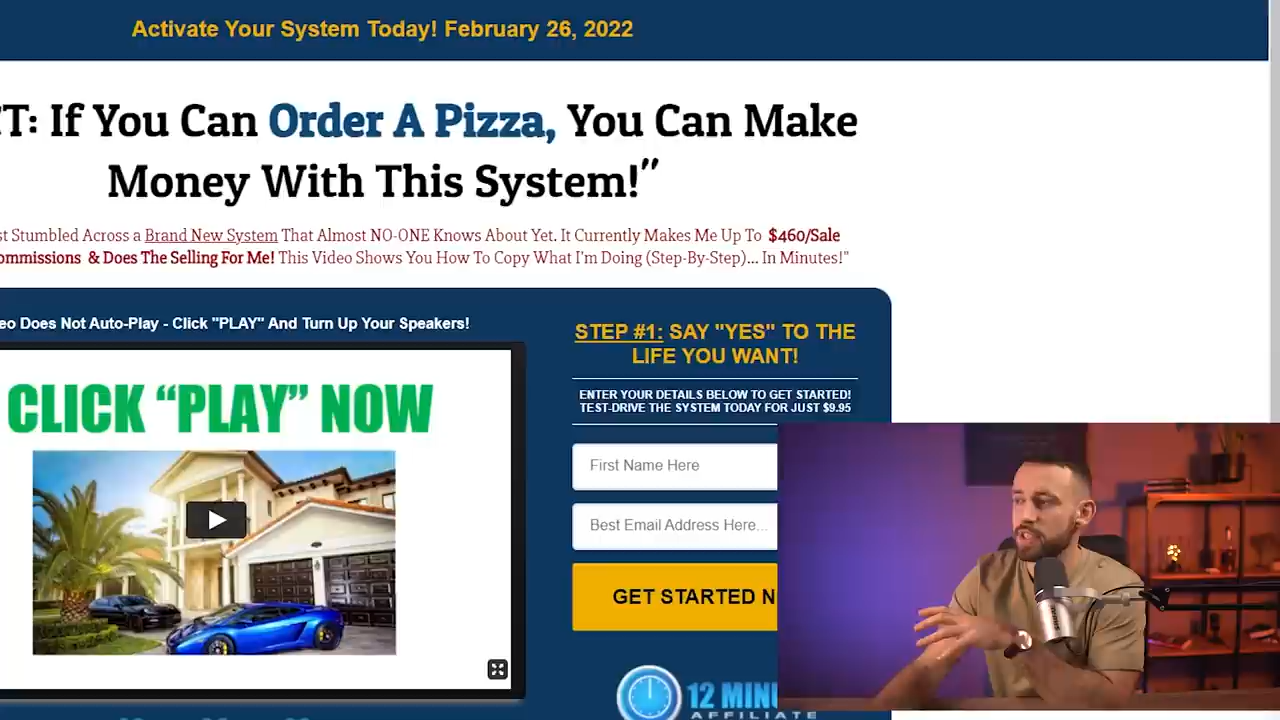 Activate Your System Today! February 26, 2022
T: If You Can Order A Pizza, You Can Make
Money With This System!"
Stumbled Across a Brand New System That Almost NO-ONE Knows About Yet. It Currently Makes Me Up To $460/Sale
& Does The Selling For Me! This Video Shows You How To Copy What I'm Doing (Step-By-Step)... In Minutes!"
Does Not Auto-Play - Click "PLAY" And Turn Up Your Speakers!
CLICK “PLAY” NOW
STEP #1: SAY "YES" TO THE
LIFE YOU WANT!
ENTER YOUR DETAILS BELOW TO GET STARTED!
TEST-DRIVE THE SYSTEM TODAY FOR JUST $9.95
First Name Here
Best Email Address Here...
GET STARTED N
12 MINU
AFFILIATE